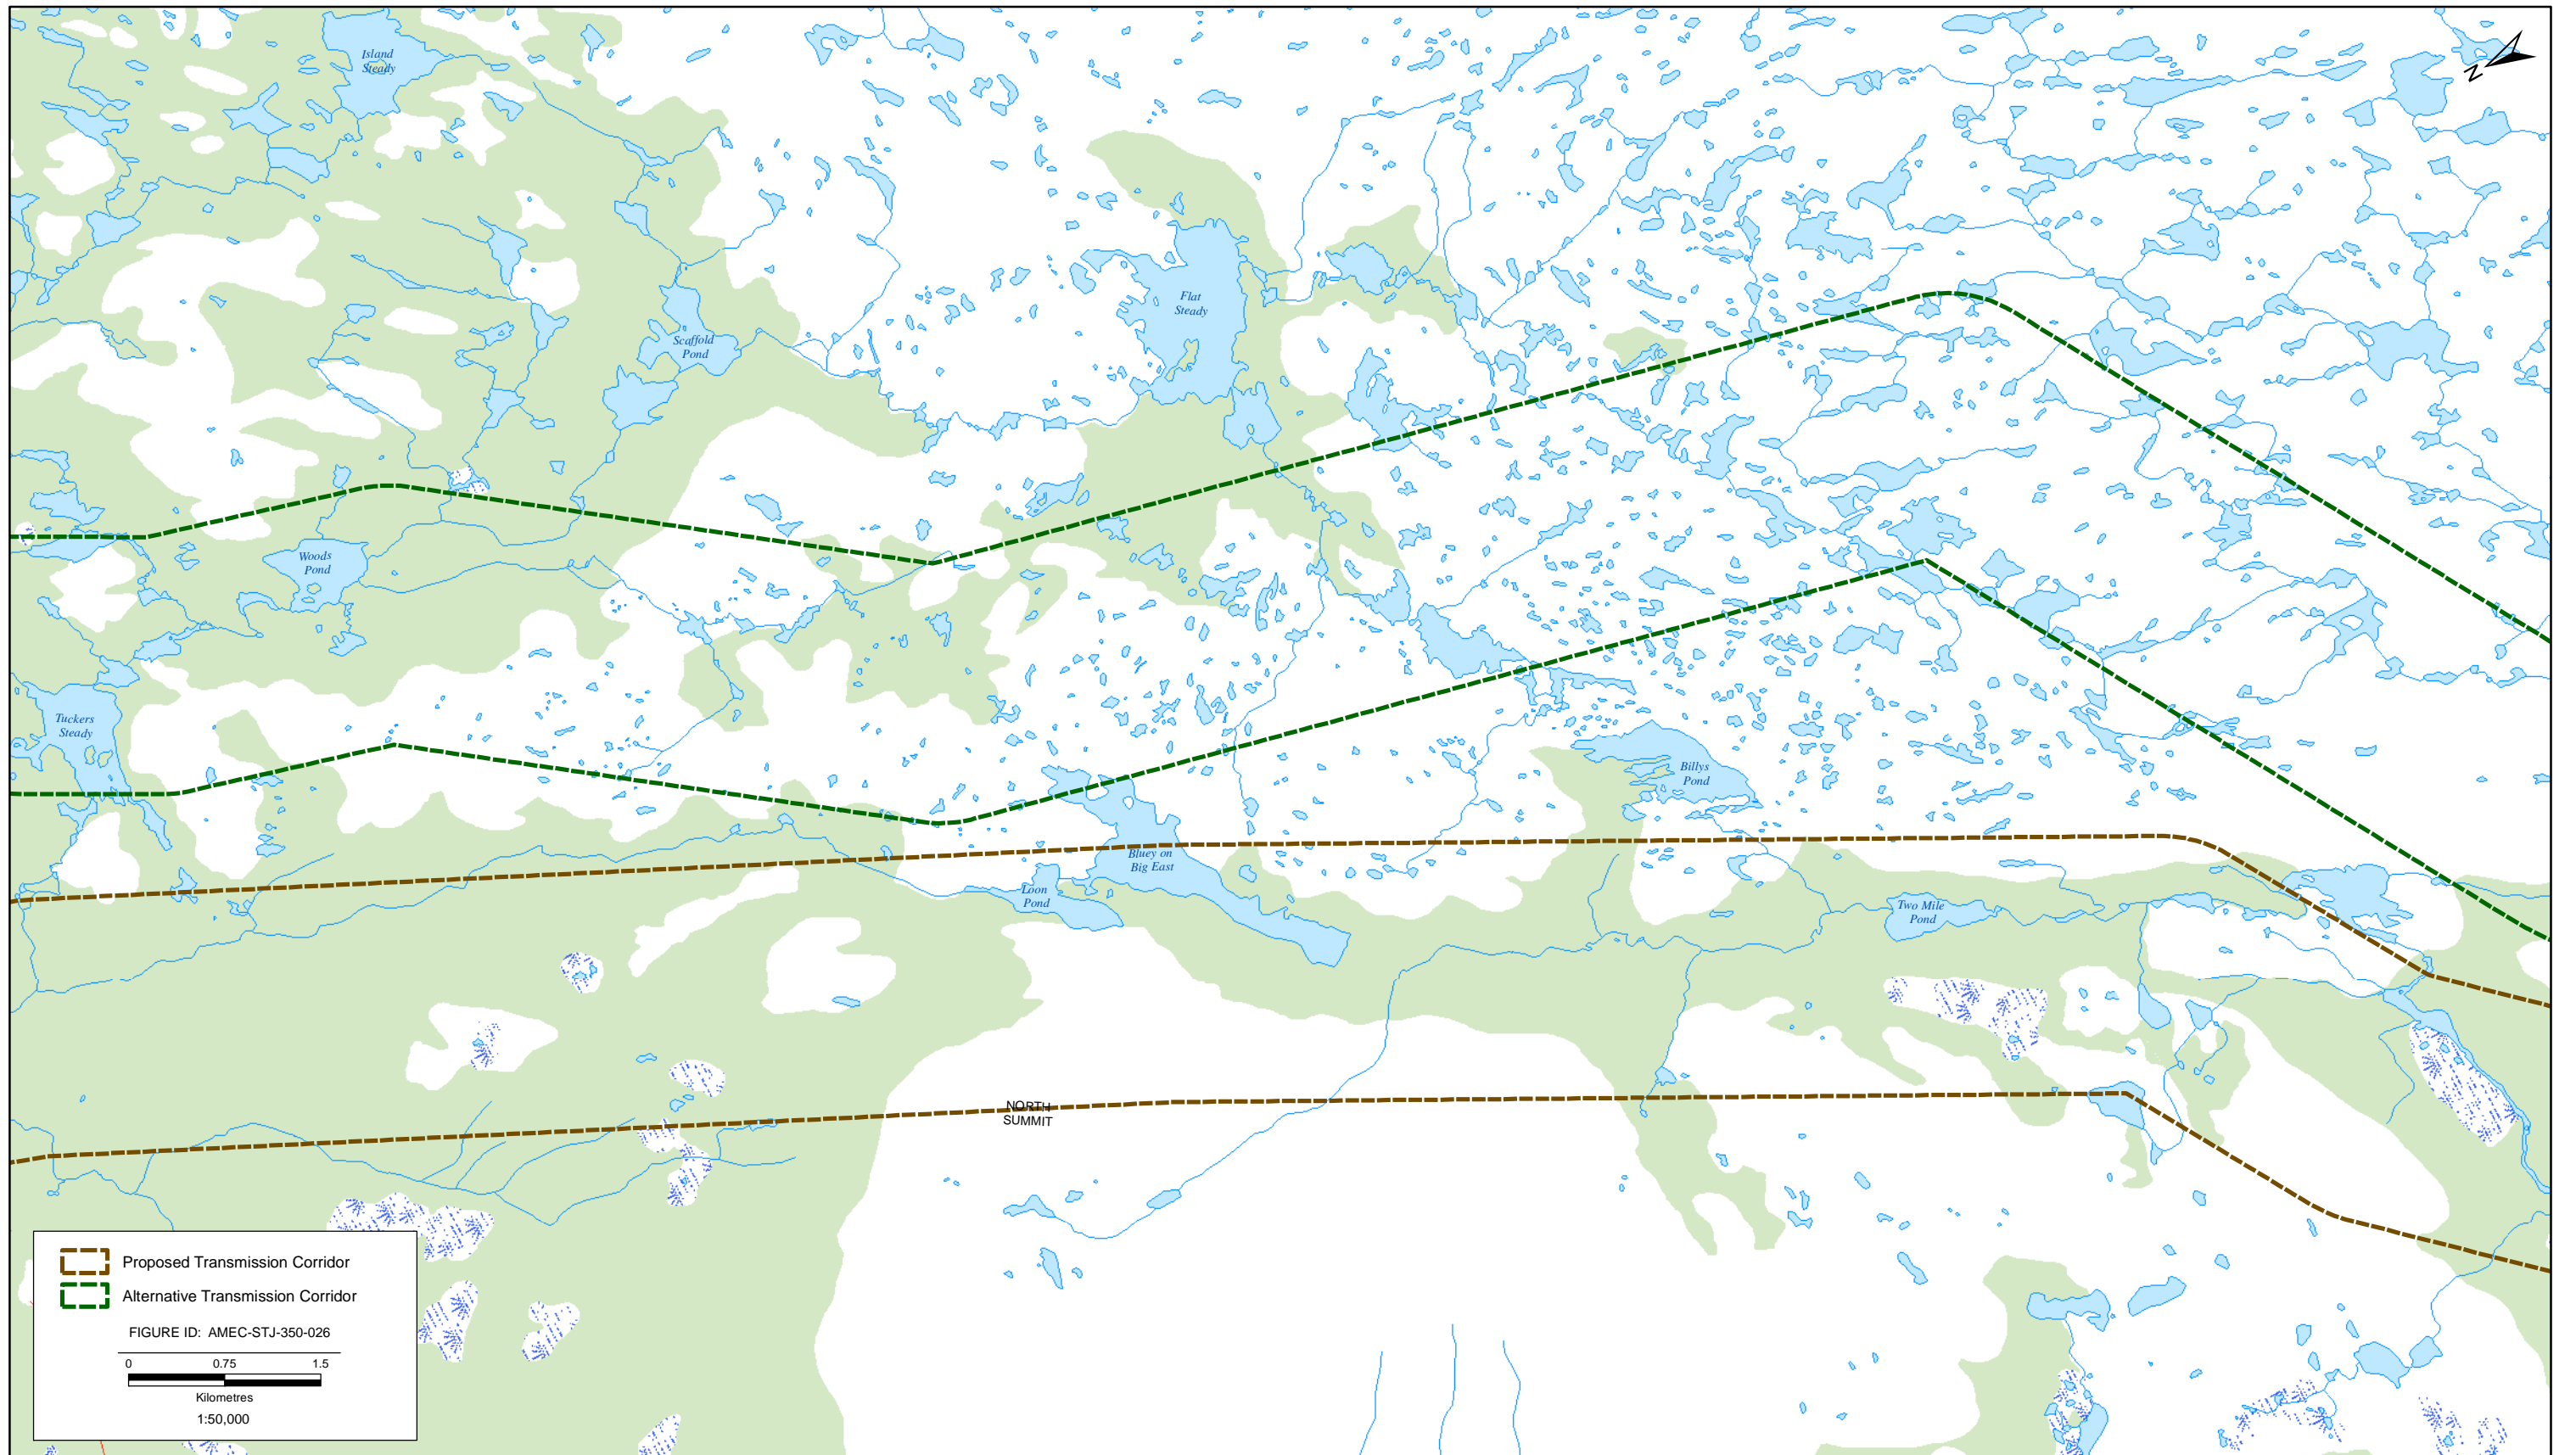 Island
Steady
N
Flat
Steady
Scaffold
Pond
Woods
Pond
Tuckers
Steady
Billys
Pond
Bluey on
Big East
Loon
Pond
Two Mile
Pond
NORTH
SUMMIT
Proposed Transmission Corridor
Alternative Transmission Corridor
FIGURE ID: AMEC-STJ-350-026
0 0.75 1.5
Kilometres
1:50,000